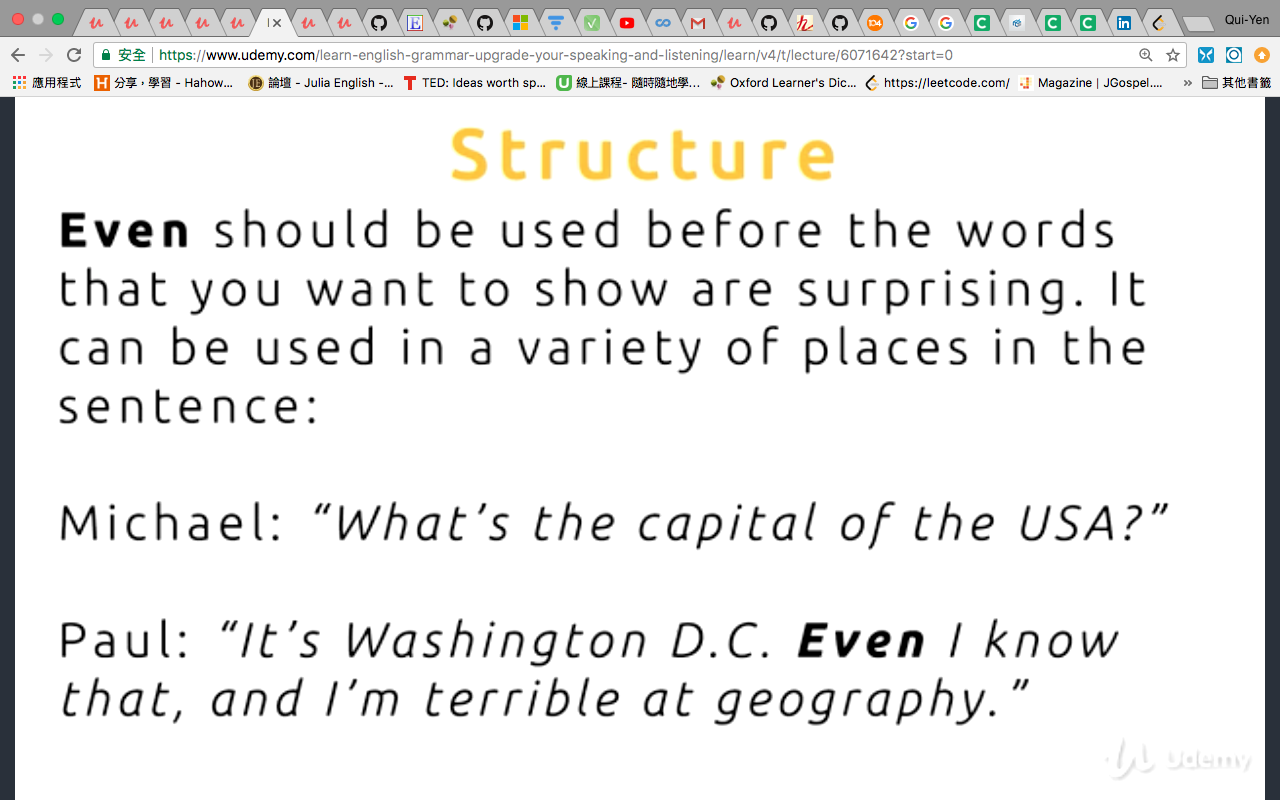 Qui-Yen
安全 https://www.udemy.com/learn-english-grammar-upgrade-your-speaking-and-listening/learn/v4/t/lecture/6071642?start=0
應用程式 分享，學習 - Hahow... 論壇 - Julia English -... TED: Ideas worth sp... 線上課程- 隨時隨地學... Oxford Learner's Dic... https://leetcode.com/ Magazine | JGospel.... » 其他書籤
Structure
Even should be used before the words
that you want to show are surprising. It
can be used in a variety of places in the
sentence:
Michael: “What’s the capital of the USA?”
Paul: “It’s Washington D.C. Even I know
that, and I’m terrible at geography.”
Udemy